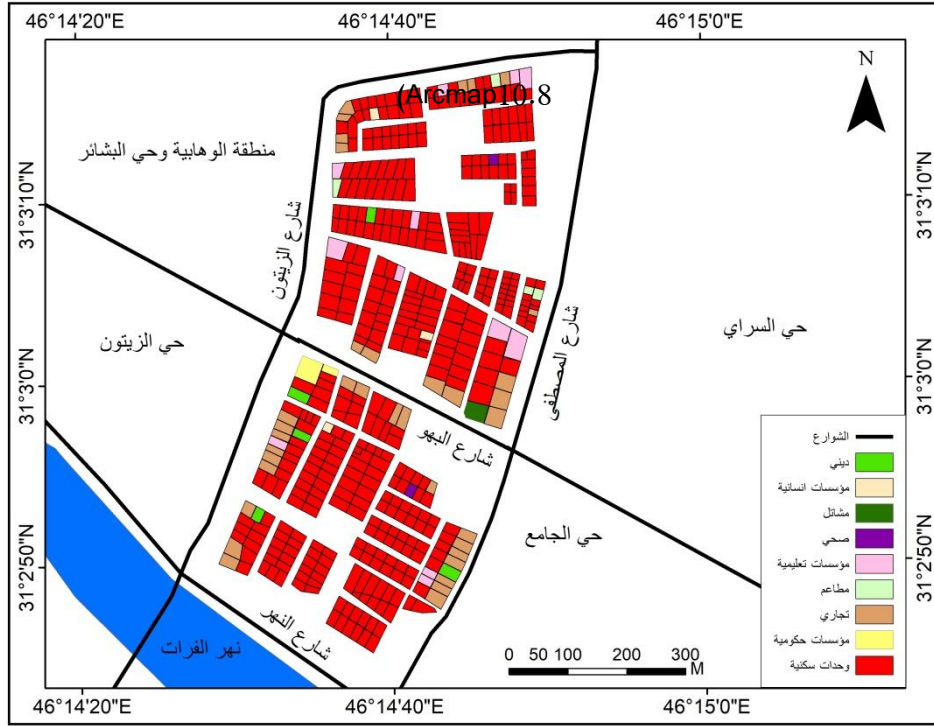 46°14'20"E 46°14'40"E 46°15'0"E
N
(Arcmap10.8
منطقة الوهابية وحي البشائر
31°3'10"N
31°3'10"N
شارع الزيتون
حي السراي
حي الزيتون
شارع المصطفى
31°3'0"N
31°3'0"N
شارع البهو
حي الجامع
31°2'50"N
31°2'50"N
شارع النهر
نهر الفرات
الشوارع
ديني
مؤسسات انسانية
مشاتل
صحي
مؤسسات تعليمية
مطاعم
تجاري
مؤسسات حكومية
وحدات سكنية
0 50 100 200 300
M
46°14'20"E 46°14'40"E 46°15'0"E